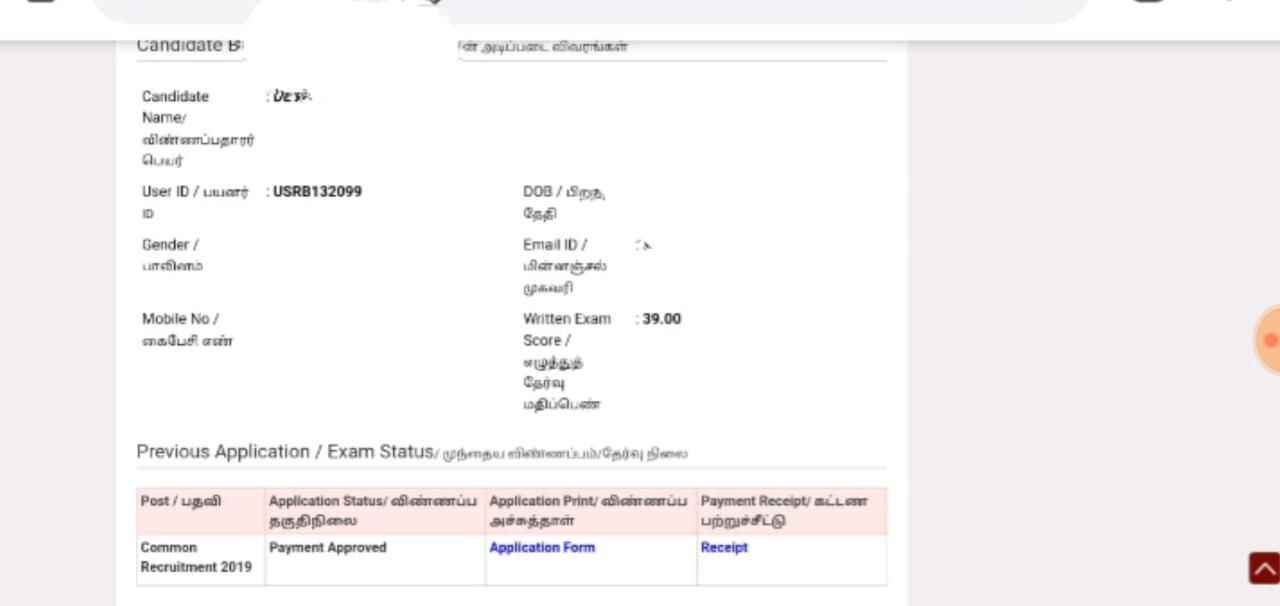 Candidate B
ன் அடிப்படை விவரங்கள்
Candidate
Name/
விண்ணப்பதாரர்
பெயர்
User ID / பயனர்
ID
: USRB132099
DOB / பிறந்த
தேதி
Gender /
பாலினம்
Email ID /
மின்னஞ்சல்
முகவரி
Mobile No /
கைபேசி எண்
Written Exam
Score /
எழுத்துத்
தேர்வு
மதிப்பெண்
: 39.00
Previous Application / Exam Status/ முந்தைய விண்ணப்பம்/தேர்வு நிலை
Post / பதவி
Application Status/ விண்ணப்ப
தகுதிநிலை
Application Print/ விண்ணப்ப
அச்சுத்தாள்
Payment Receipt/ கட்டண
பற்றுச்சீட்டு
Common
Recruitment 2019
Payment Approved
Application Form
Receipt